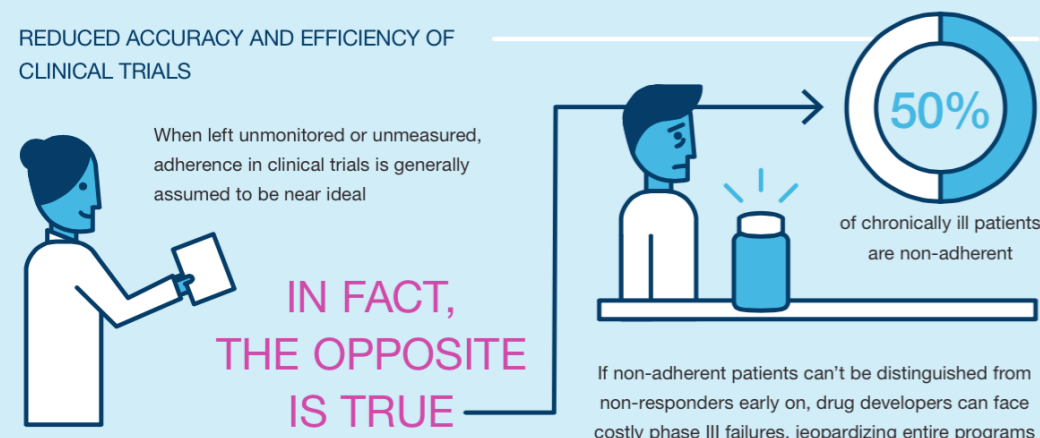 REDUCED ACCURACY AND EFFICIENCY OF
CLINICAL TRIALS
When left unmonitored or unmeasured,
adherence in clinical trials is generally
assumed to be near ideal
IN FACT,
THE OPPOSITE
IS TRUE
50%
of chronically ill patients
are non-adherent
If non-adherent patients can’t be distinguished from
non-responders early on, drug developers can face
costly phase III failures, jeopardizing entire programs